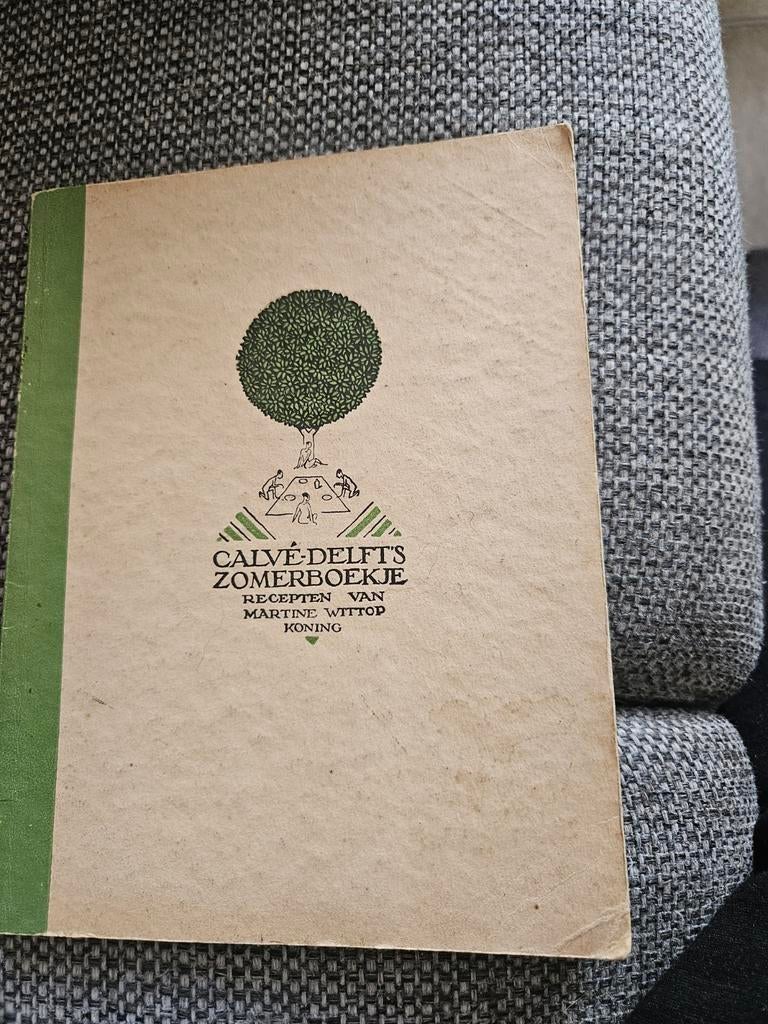 CALVÉ-DELFT'S
ZOMERBOEKJE
RECEPTEN VAN
MARTINE WITTOP
KONING